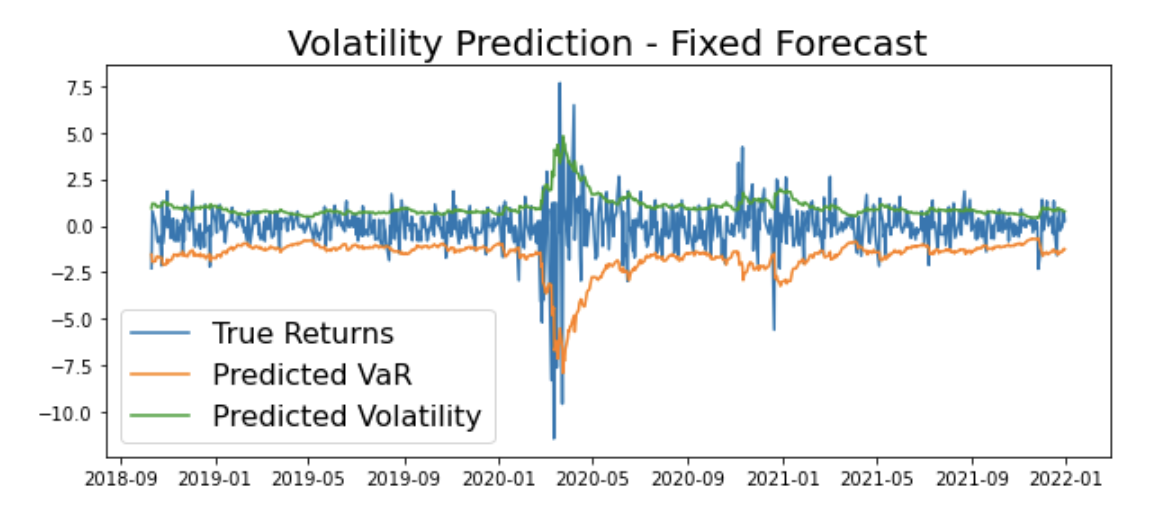 Volatility Prediction - Fixed Forecast
7.5
5.0
2.5
0.0
−2.5
−5.0
−7.5
−10.0
True Returns
Predicted VaR
Predicted Volatility
2018-09 2019-01 2019-05 2019-09 2020-01 2020-05 2020-09 2021-01 2021-05 2021-09 2022-01